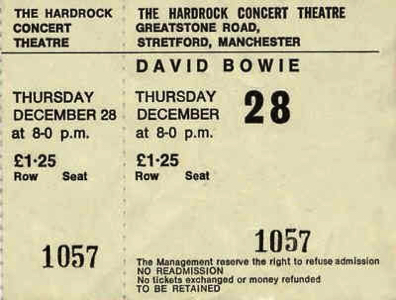 THE HARDROCK
CONCERT
THEATRE
THURSDAY
DECEMBER 28
at 8-0 p.m.
£1·25
Row Seat
1057
THE HARDROCK CONCERT THEATRE
GREATSTONE ROAD,
STRETFORD, MANCHESTER
DAVID BOWIE
THURSDAY
DECEMBER 28
at 8-0 p.m.
£1·25
Row Seat
1057
The Management reserve the right to refuse admission
NO READMISSION
No tickets exchanged or money refunded
TO BE RETAINED